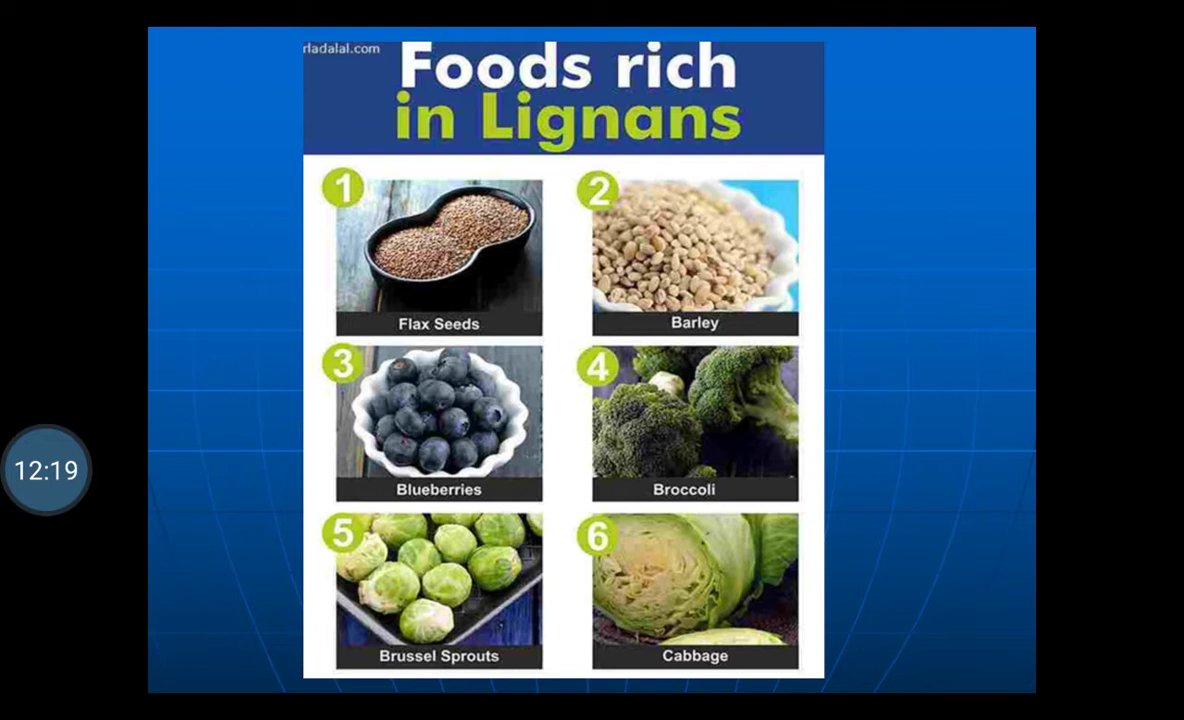 rladalal.com
Foods rich
in Lignans
1
2
Flax Seeds
Barley
3
4
Blueberries
Broccoli
5
6
Brussel Sprouts
Cabbage
12:19